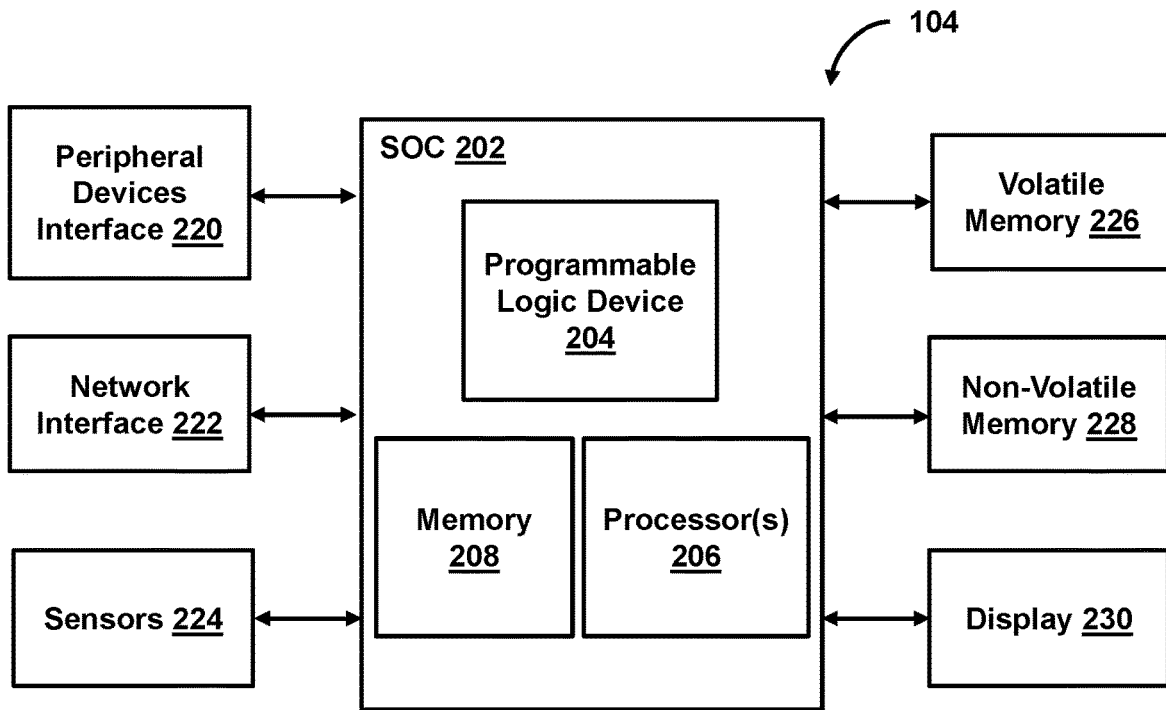 104
Peripheral
Devices
Interface 220
SOC 202
Volatile
Memory 226
Programmable
Logic Device
204
Network
Interface 222
Non-Volatile
Memory 228
Memory
208
Processor(s)
206
Sensors 224
Display 230